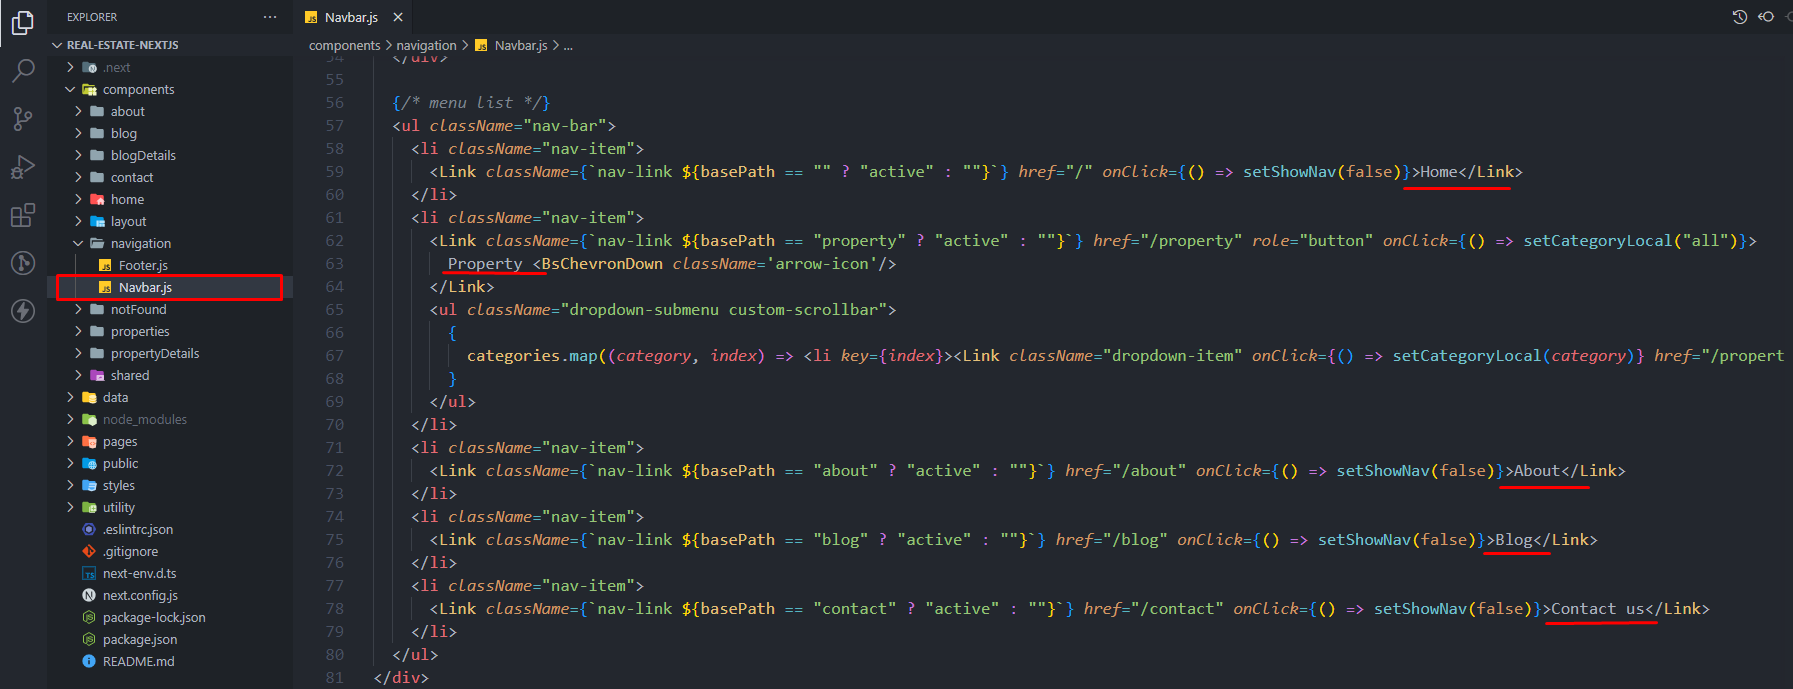 EXPLORER
REAL-ESTATE-NEXTJS
.next
components
about
blog
blogDetails
contact
home
layout
navigation
Footer.js
Navbar.js
notFound
properties
propertyDetails
shared
data
node_modules
pages
public
styles
utility
.eslintrc.json
.gitignore
next-env.d.ts
next.config.js
package-lock.json
package.json
README.md
Navbar.js
components > navigation > Navbar.js > ...
54 </div>
55
56 {/* menu list */}
57 <ul className="nav-bar">
58 <li className="nav-item">
59 <Link className={`nav-link ${basePath == "" ? "active" : ""}`} href="/" onClick={() => setShowNav(false)}>Home</Link>
60 </li>
61 <li className="nav-item">
62 <Link className={`nav-link ${basePath == "property" ? "active" : ""}`} href="/property" role="button" onClick={() => setCategoryLocal("all")}>
63 Property <BsChevronDown className='arrow-icon'/>
64 </Link>
65 <ul className="dropdown-submenu custom-scrollbar">
66 {
67 categories.map((category, index) => <li key={index}><Link className="dropdown-item" onClick={() => setCategoryLocal(category)} href="/propert
68 }
69 </ul>
70 </li>
71 <li className="nav-item">
72 <Link className={`nav-link ${basePath == "about" ? "active" : ""}`} href="/about" onClick={() => setShowNav(false)}>About</Link>
73 </li>
74 <li className="nav-item">
75 <Link className={`nav-link ${basePath == "blog" ? "active" : ""}`} href="/blog" onClick={() => setShowNav(false)}>Blog</Link>
76 </li>
77 <li className="nav-item">
78 <Link className={`nav-link ${basePath == "contact" ? "active" : ""}`} href="/contact" onClick={() => setShowNav(false)}>Contact us</Link>
79 </li>
80 </ul>
81 </div>